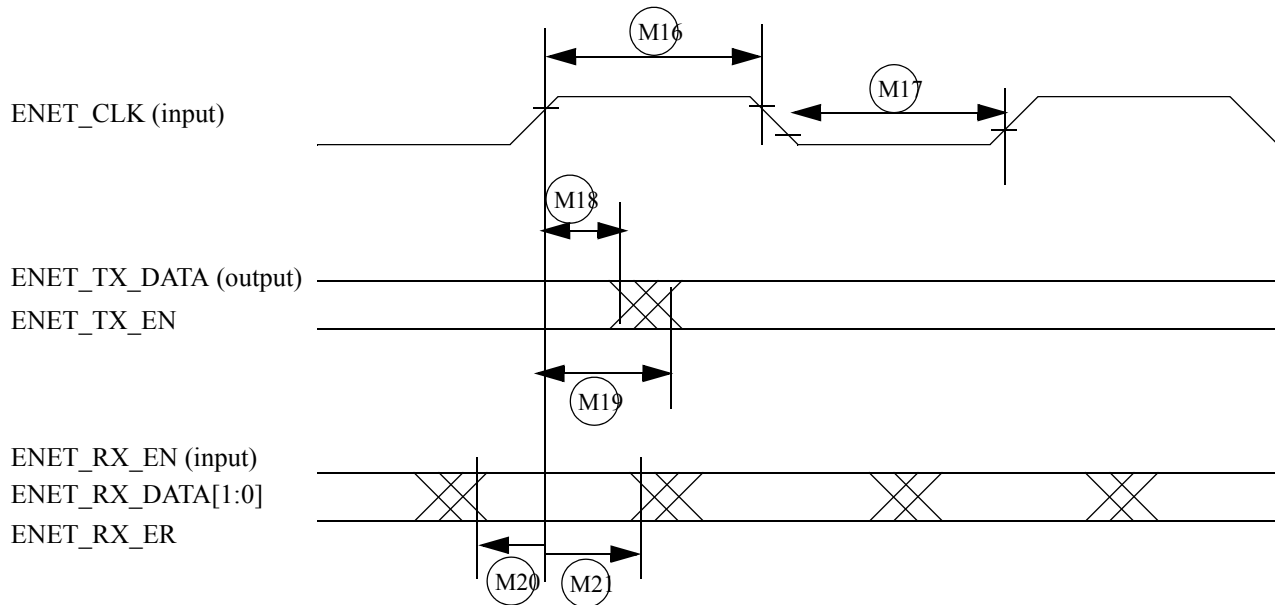 M16
M17
ENET_CLK (input)
M18
ENET_TX_DATA (output)
ENET_TX_EN
M19
ENET_RX_EN (input)
ENET_RX_DATA[1:0]
ENET_RX_ER
M20
M21